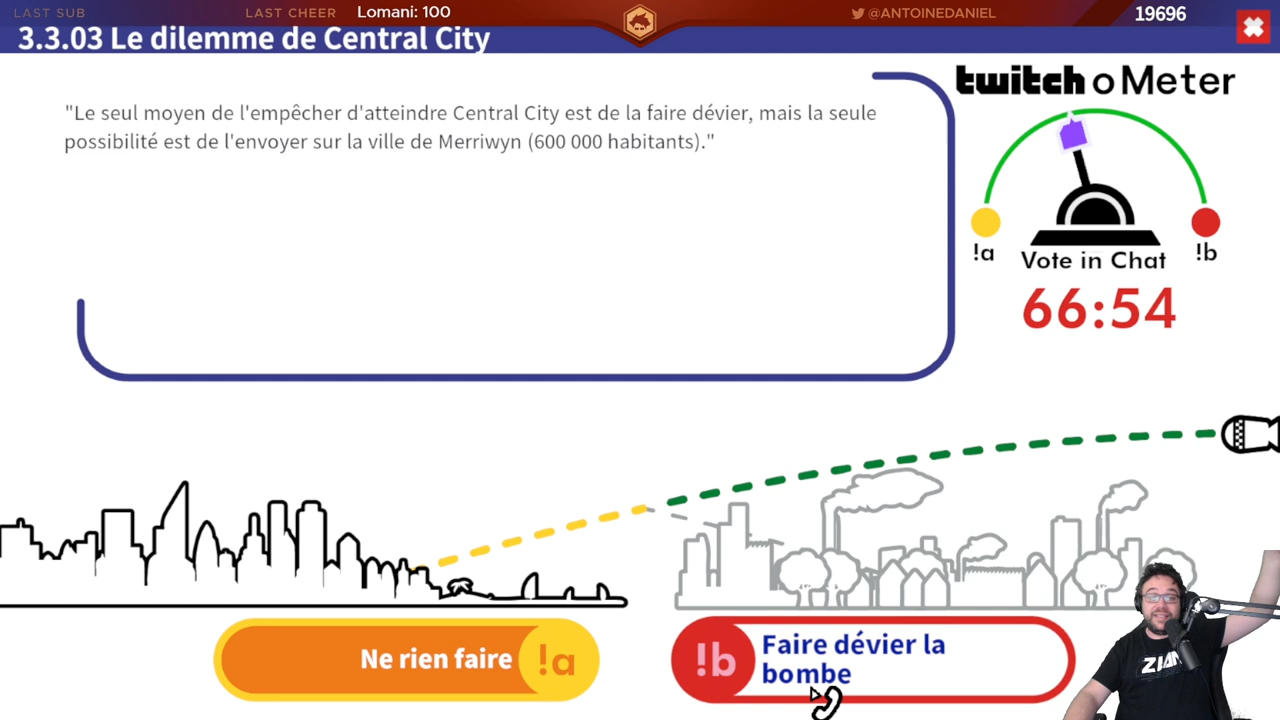 LAST SUB
LAST CHEER
Lomani: 100
@ANTOINEDANIEL
19696
3.3.03 Le dilemme de Central City
"Le seul moyen de l'empêcher d'atteindre Central City est de la faire dévier, mais la seule
possibilité est de l'envoyer sur la ville de Merriwyn (600 000 habitants)."
twitch o Meter
!a
Vote in Chat
!b
66:54
Ne rien faire
!a
!b
Faire dévier la
bombe